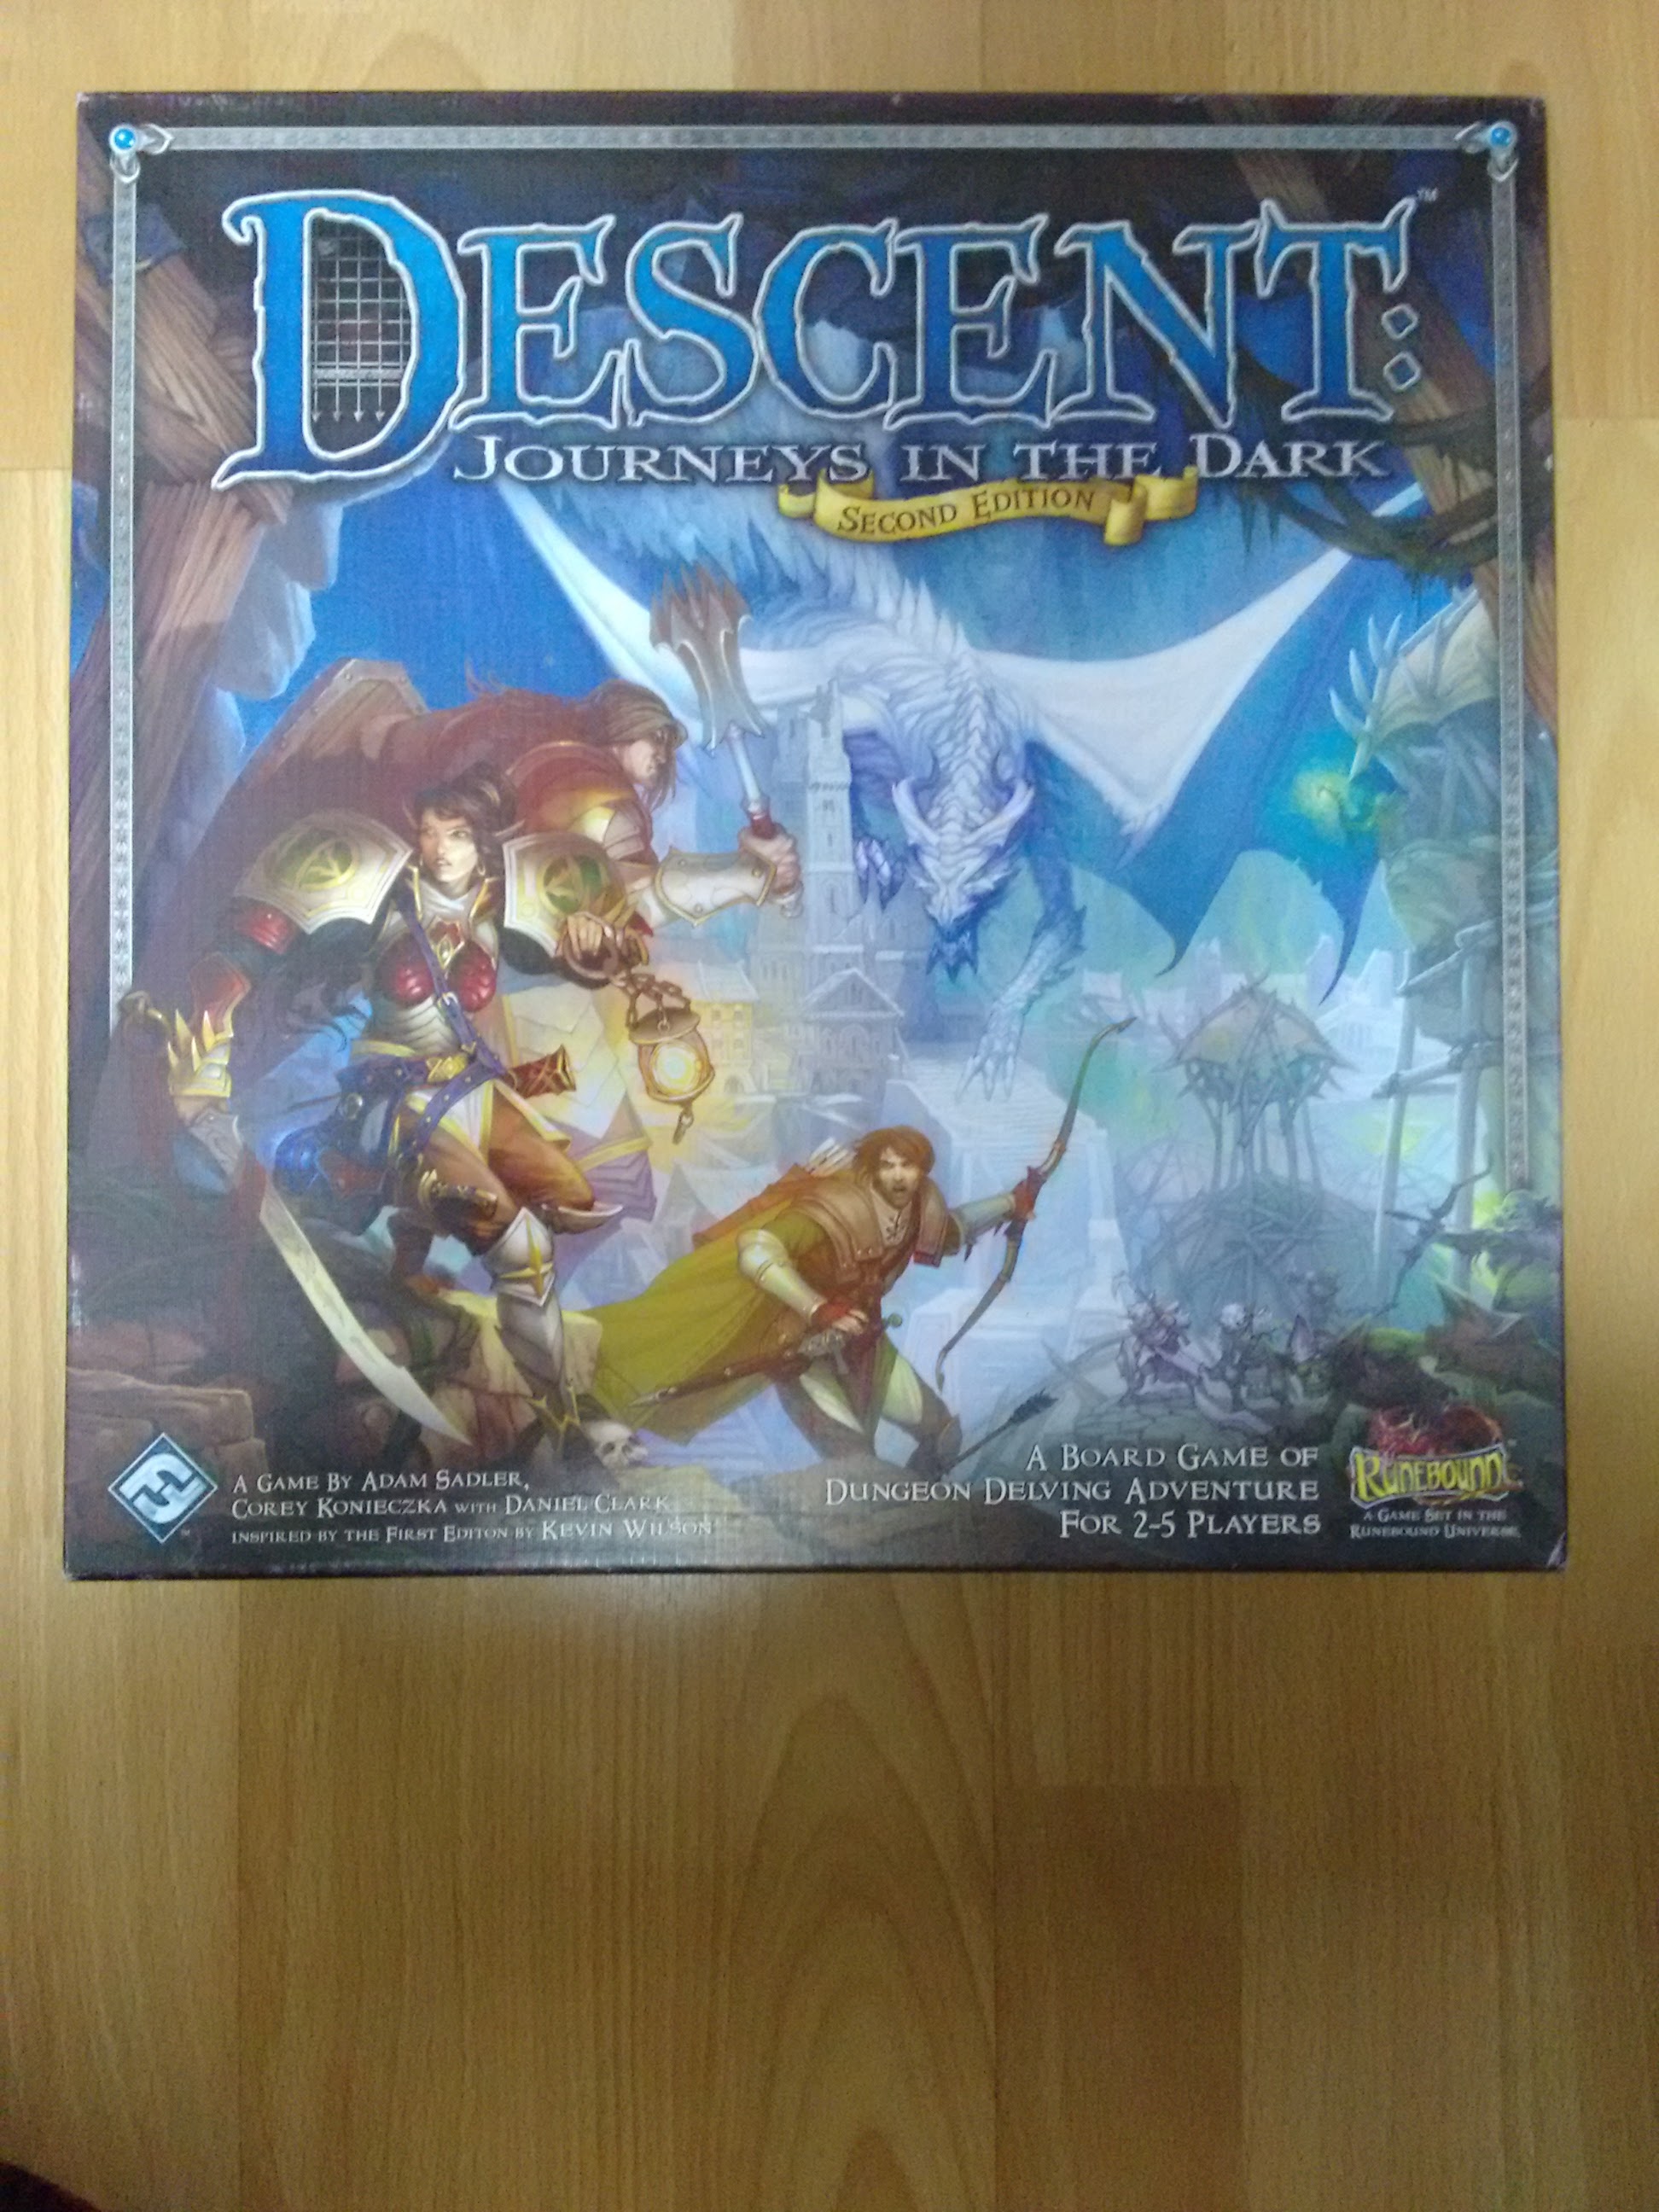 DESCENT:™
JOURNEYS IN THE DARK
SECOND EDITION
A GAME BY ADAM SADLER,
COREY KONIECZKA WITH DANIEL CLARK
INSPIRED BY THE FIRST EDITON BY KEVIN WILSON
A BOARD GAME OF
DUNGEON DELVING ADVENTURE
FOR 2-5 PLAYERS
RUNEBOUND
A GAME SET IN THE
RUNEBOUND UNIVERSE